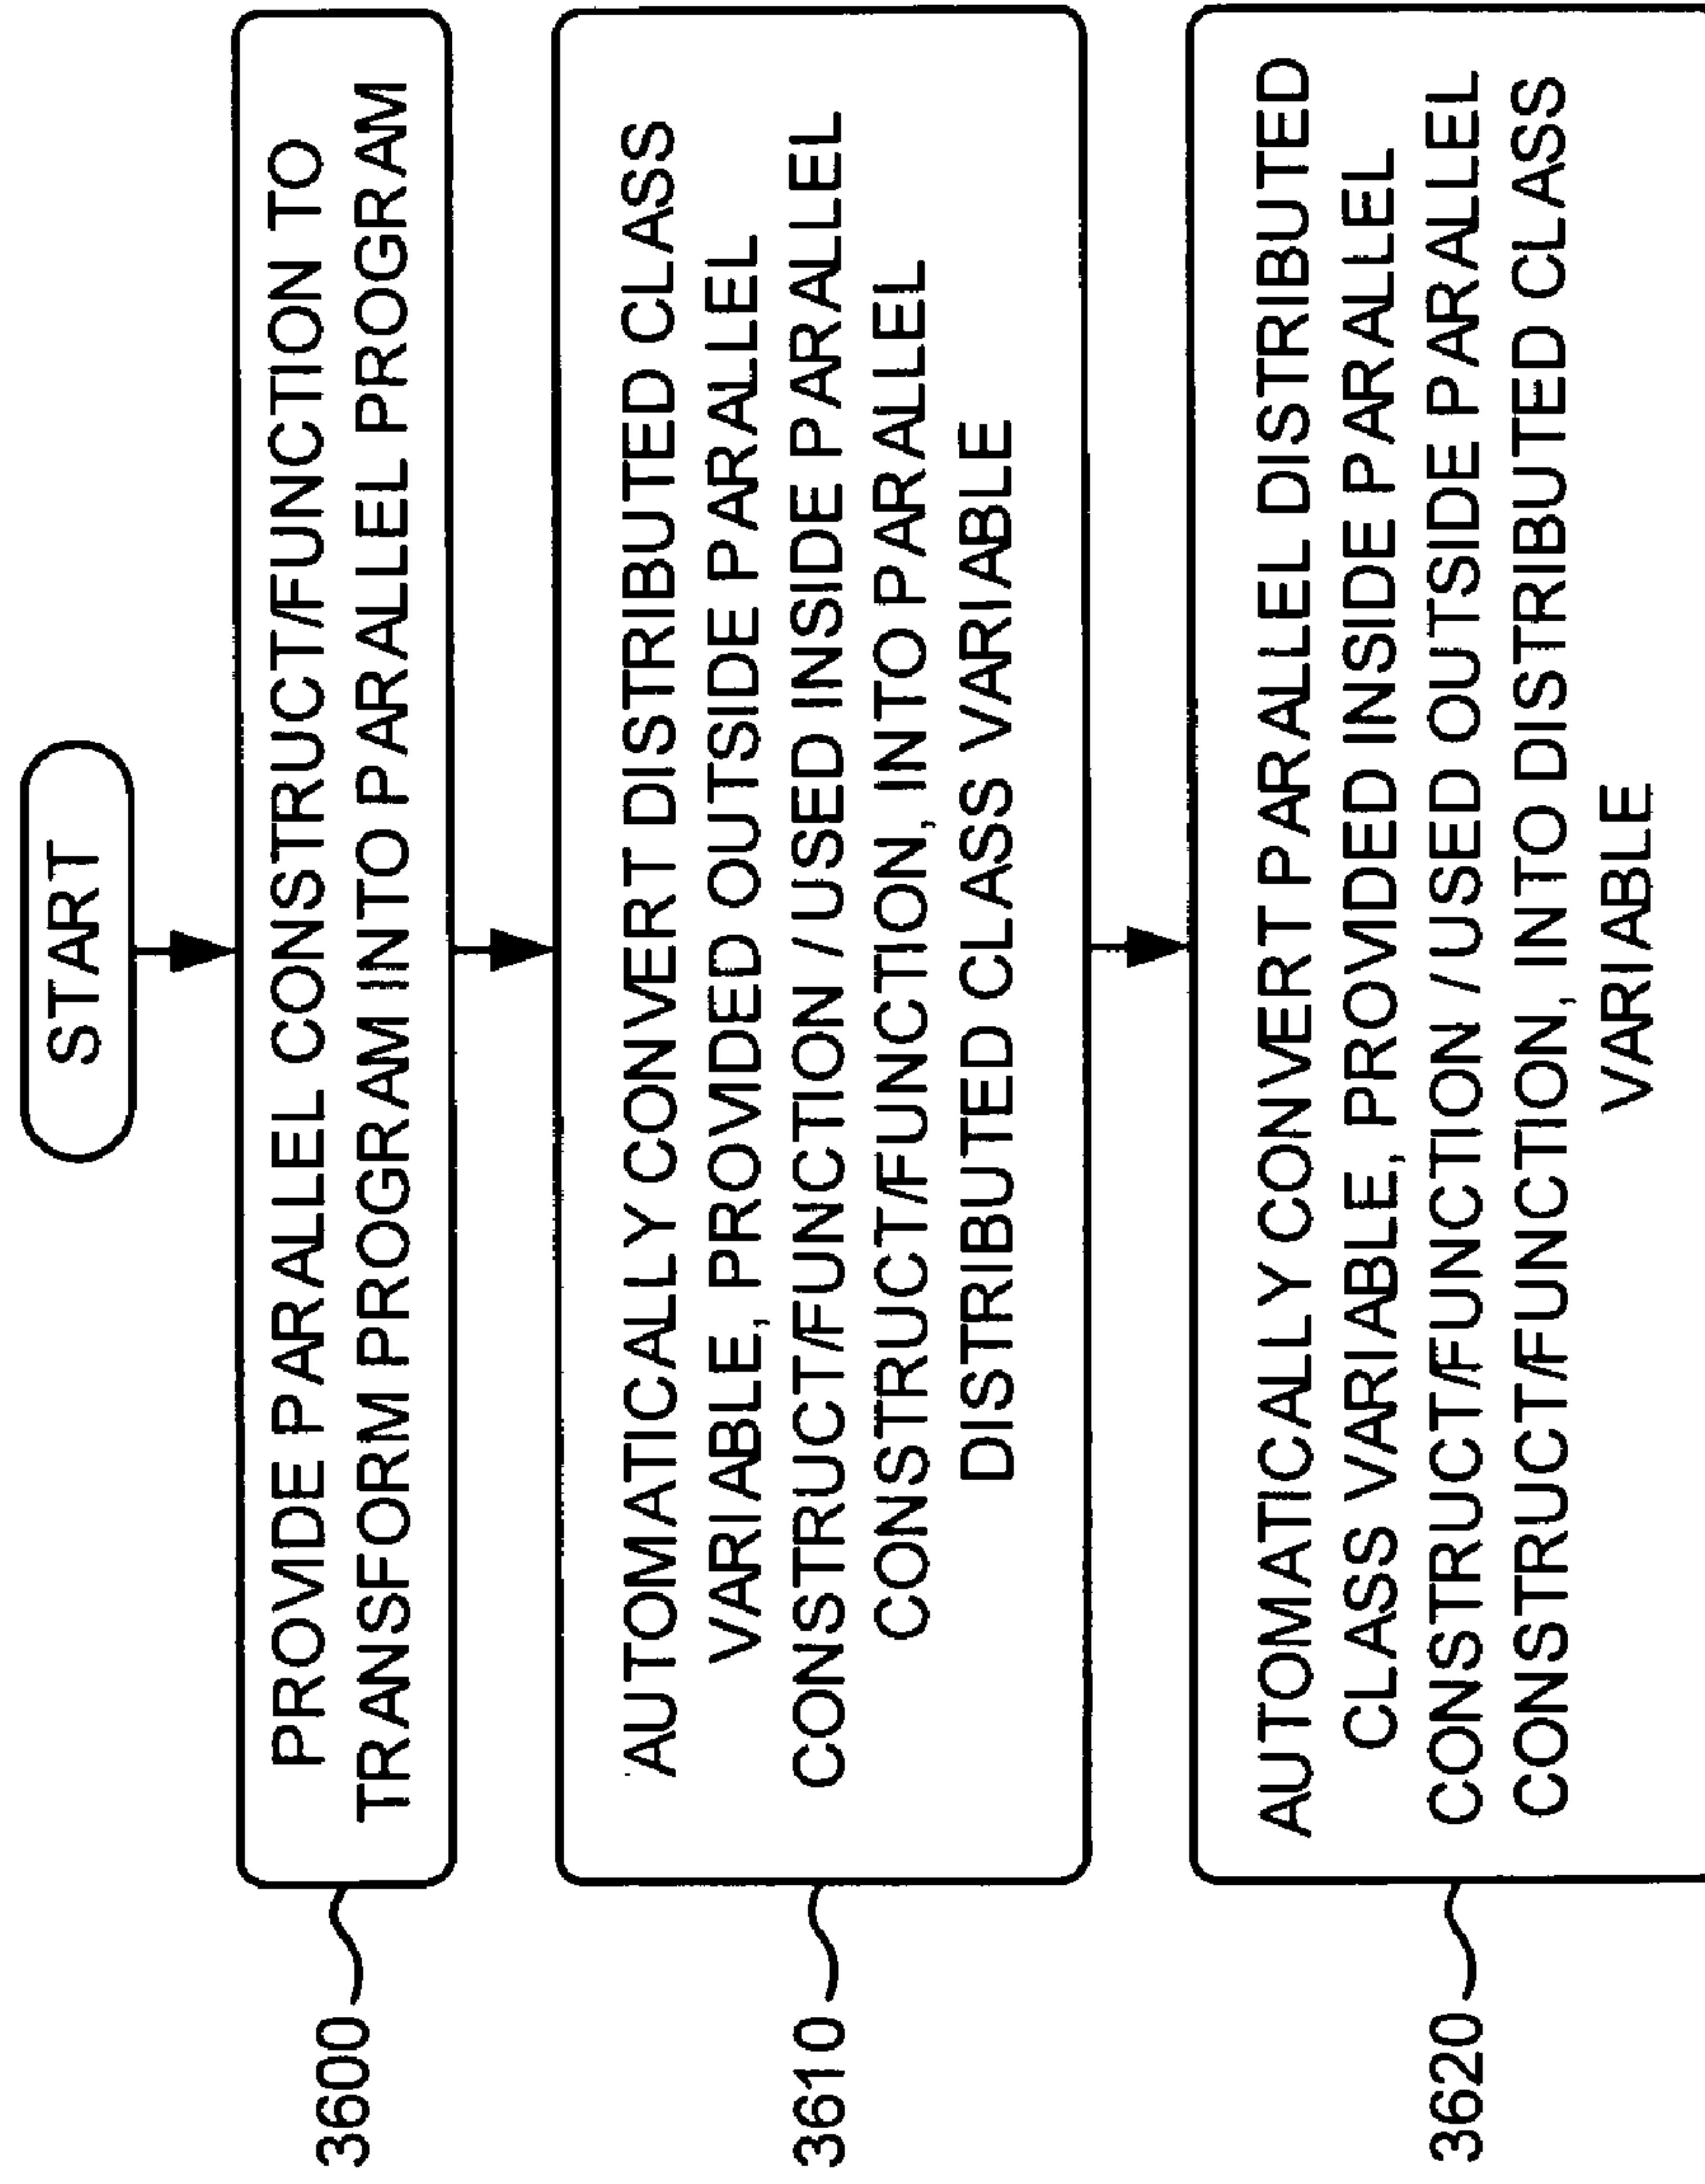 START
PROVIDE PARALLEL CONSTRUCT/FUNCTION TO
TRANSFORM PROGRAM INTO PARALLEL PROGRAM
3600
AUTOMATICALLY CONVERT DISTRIBUTED CLASS
VARIABLE, PROVIDED OUTSIDE PARALLEL
CONSTRUCT/FUNCTION / USED INSIDE PARALLEL
CONSTRUCT/FUNCTION, INTO PARALLEL
DISTRIBUTED CLASS VARIABLE
3610
AUTOMATICALLY CONVERT PARALLEL DISTRIBUTED
CLASS VARIABLE, PROVIDED INSIDE PARALLEL
CONSTRUCT/FUNCTION / USED OUTSIDE PARALLEL
CONSTRUCT/FUNCTION, INTO DISTRIBUTED CLASS
VARIABLE
3620